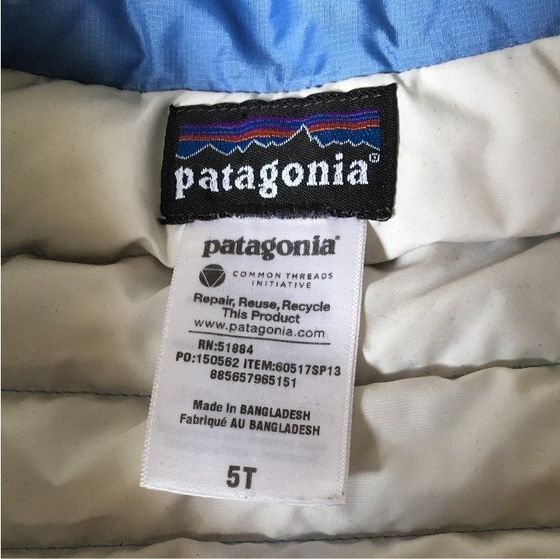 patagonia
patagonia®
COMMON THREADS
INITIATIVE
Repair, Reuse, Recycle
This Product
www.patagonia.com
RN:51884
PO:150562 ITEM:60517SP13
885657965151
Made in BANGLADESH
Fabriqué AU BANGLADESH
5T